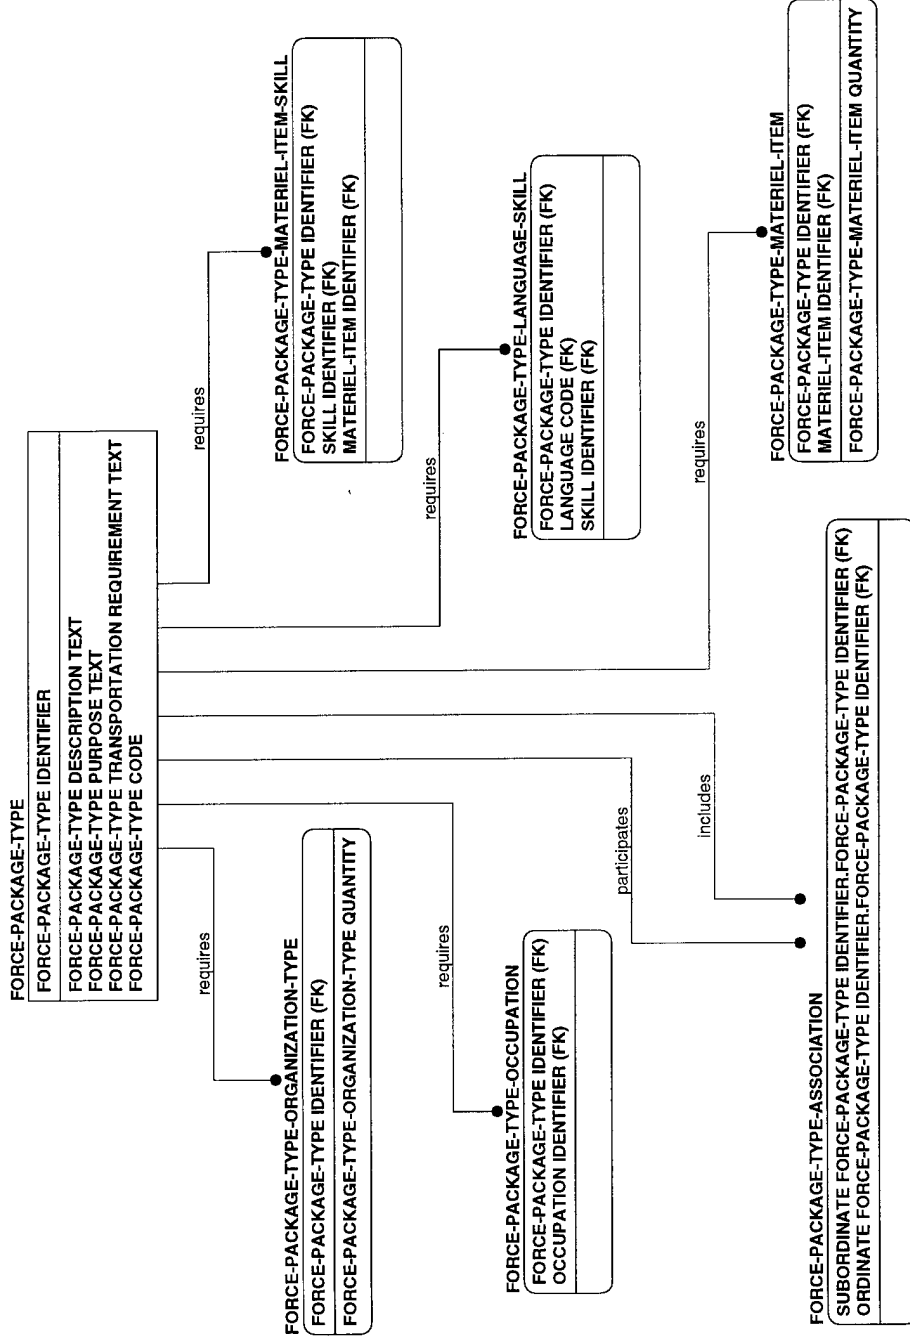 FORCE-PACKAGE-TYPE
FORCE-PACKAGE-TYPE IDENTIFIER
FORCE-PACKAGE-TYPE DESCRIPTION TEXT
FORCE-PACKAGE-TYPE PURPOSE TEXT
FORCE-PACKAGE-TYPE TRANSPORTATION REQUIREMENT TEXT
FORCE-PACKAGE-TYPE CODE
requires
FORCE-PACKAGE-TYPE-ORGANIZATION-TYPE
FORCE-PACKAGE-TYPE IDENTIFIER (FK)
FORCE-PACKAGE-TYPE-ORGANIZATION-TYPE QUANTITY
requires
FORCE-PACKAGE-TYPE-MATERIEL-ITEM-SKILL
FORCE-PACKAGE-TYPE IDENTIFIER (FK)
SKILL IDENTIFIER (FK)
MATERIEL-ITEM IDENTIFIER (FK)
requires
FORCE-PACKAGE-TYPE-OCCUPATION
FORCE-PACKAGE-TYPE IDENTIFIER (FK)
OCCUPATION IDENTIFIER (FK)
requires
FORCE-PACKAGE-TYPE-LANGUAGE-SKILL
FORCE-PACKAGE-TYPE IDENTIFIER (FK)
LANGUAGE CODE (FK)
SKILL IDENTIFIER (FK)
participates
includes
requires
FORCE-PACKAGE-TYPE-ASSOCIATION
SUBORDINATE FORCE-PACKAGE-TYPE IDENTIFIER.FORCE-PACKAGE-TYPE IDENTIFIER (FK)
ORDINATE FORCE-PACKAGE-TYPE IDENTIFIER.FORCE-PACKAGE-TYPE IDENTIFIER (FK)
FORCE-PACKAGE-TYPE-MATERIEL-ITEM
FORCE-PACKAGE-TYPE IDENTIFIER (FK)
MATERIEL-ITEM IDENTIFIER (FK)
FORCE-PACKAGE-TYPE-MATERIEL-ITEM QUANTITY